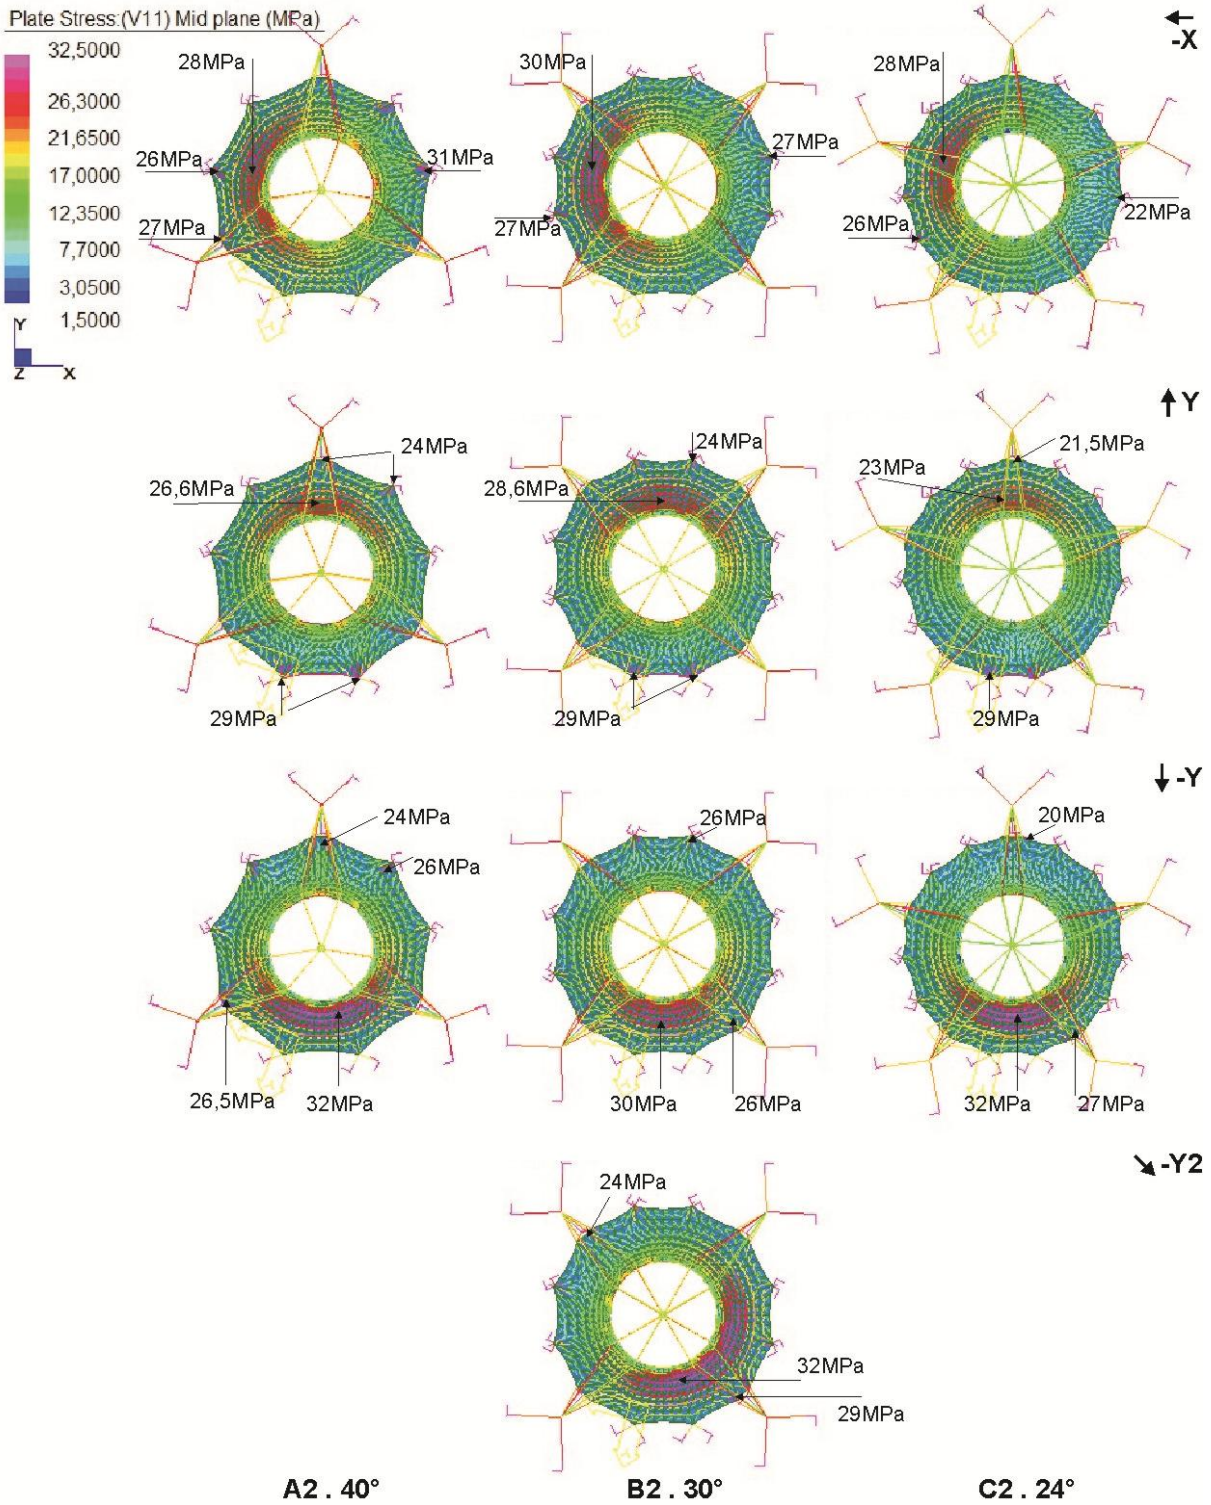 Plate Stress:(V11) Mid plane (MPa)
32,5000
26,3000
21,6500
17,0000
12,3500
7,7000
3,0500
1,5000
Y
Z X
28MPa
26MPa
27MPa
31MPa
30MPa
27MPa
27MPa
28MPa
26MPa
22MPa
-X
24MPa
26,6MPa
29MPa
24MPa
28,6MPa
29MPa
21,5MPa
23MPa
29MPa
Y
24MPa
26MPa
26,5MPa
32MPa
26MPa
30MPa
26MPa
20MPa
32MPa
27MPa
-Y
24MPa
32MPa
29MPa
-Y2
A2 . 40°
B2 . 30°
C2 . 24°